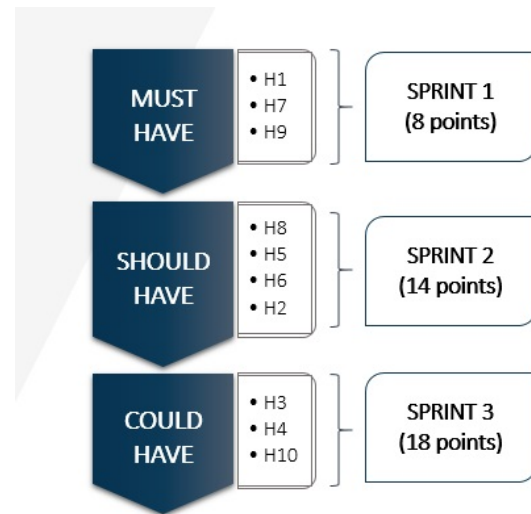 MUST
HAVE
• H1
• H7
• H9
SPRINT 1
(8 points)
SHOULD
HAVE
• H8
• H5
• H6
• H2
SPRINT 2
(14 points)
COULD
HAVE
• H3
• H4
• H10
SPRINT 3
(18 points)